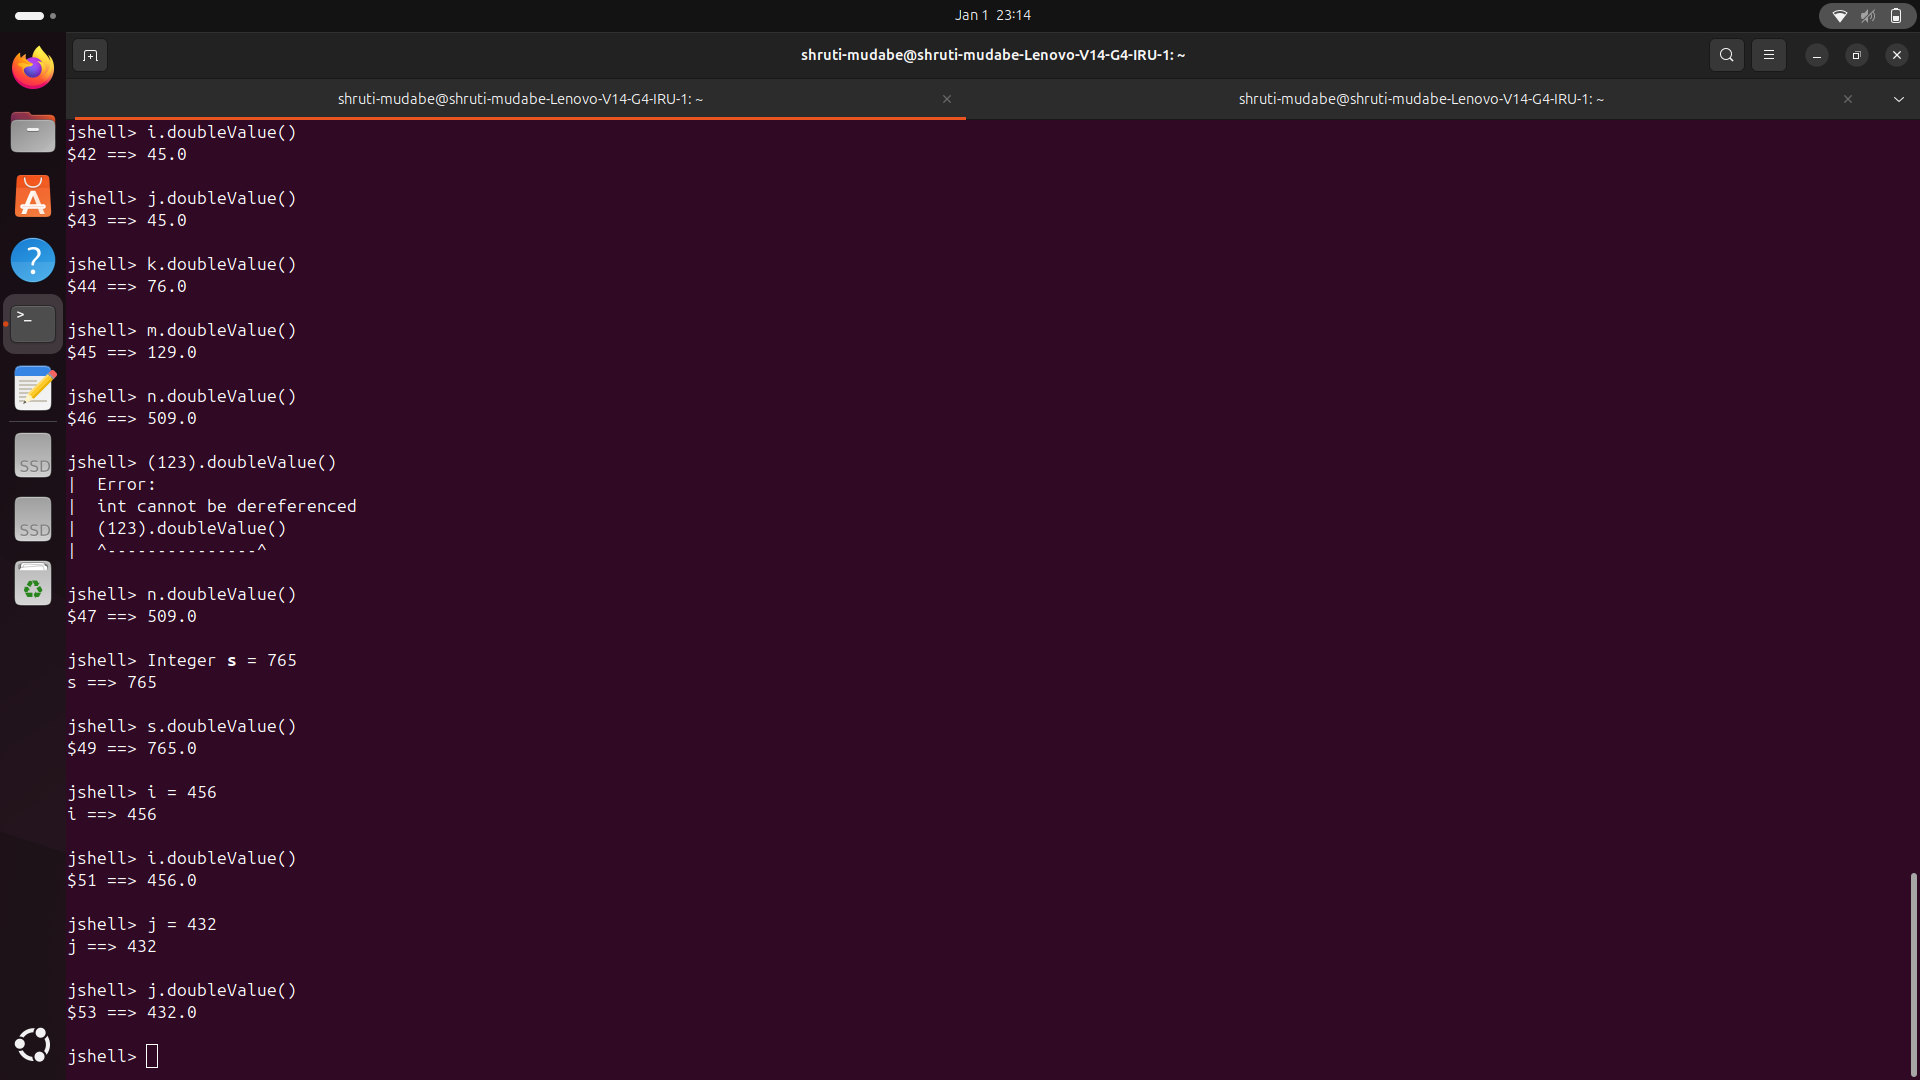 Jan 1 23:14
shruti-mudabe@shruti-mudabe-Lenovo-V14-G4-IRU-1: ~
shruti-mudabe@shruti-mudabe-Lenovo-V14-G4-IRU-1: ~
shruti-mudabe@shruti-mudabe-Lenovo-V14-G4-IRU-1: ~
jshell> i.doubleValue()
$42 ==> 45.0
jshell> j.doubleValue()
$43 ==> 45.0
jshell> k.doubleValue()
$44 ==> 76.0
jshell> m.doubleValue()
$45 ==> 129.0
jshell> n.doubleValue()
$46 ==> 509.0
jshell> (123).doubleValue()
|  Error:
|  int cannot be dereferenced
|  (123).doubleValue()
|  ^---------------^
jshell> n.doubleValue()
$47 ==> 509.0
jshell> Integer s = 765
s ==> 765
jshell> s.doubleValue()
$49 ==> 765.0
jshell> i = 456
i ==> 456
jshell> i.doubleValue()
$51 ==> 456.0
jshell> j = 432
j ==> 432
jshell> j.doubleValue()
$53 ==> 432.0
jshell>
SSD
SSD